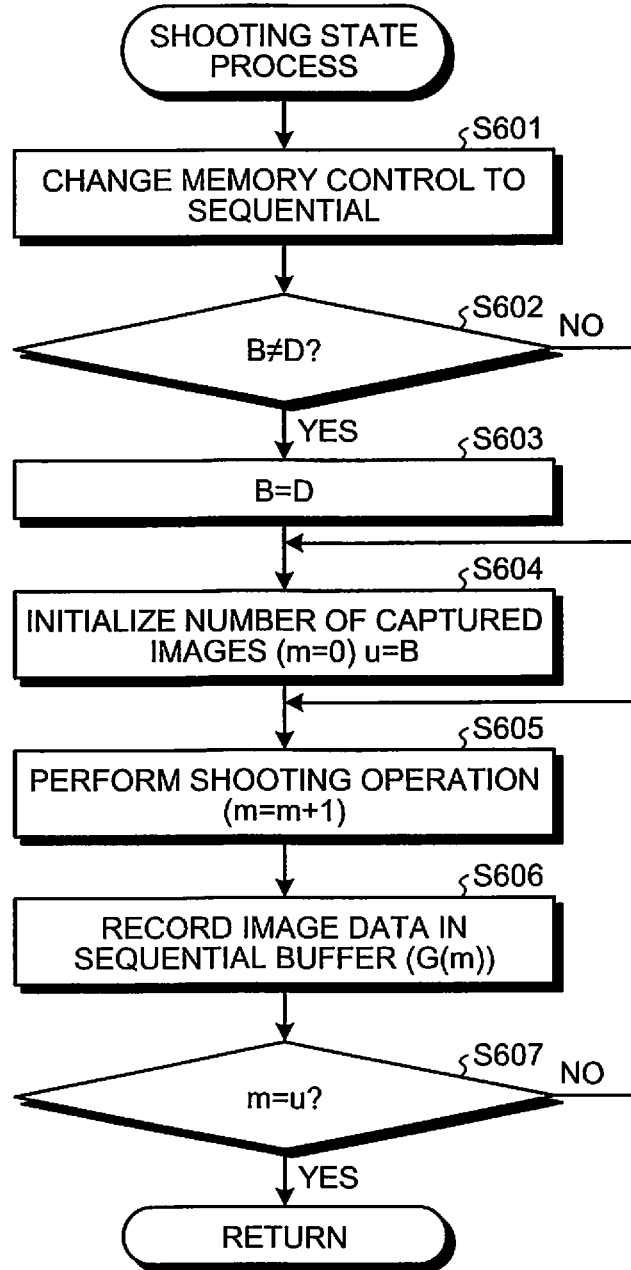 SHOOTING STATE
PROCESS
S601
CHANGE MEMORY CONTROL TO
SEQUENTIAL
S602
B≠D?
NO
YES
S603
B=D
S604
INITIALIZE NUMBER OF CAPTURED
IMAGES (m=0) u=B
S605
PERFORM SHOOTING OPERATION
(m=m+1)
S606
RECORD IMAGE DATA IN
SEQUENTIAL BUFFER (G(m))
S607
m=u?
NO
YES
RETURN